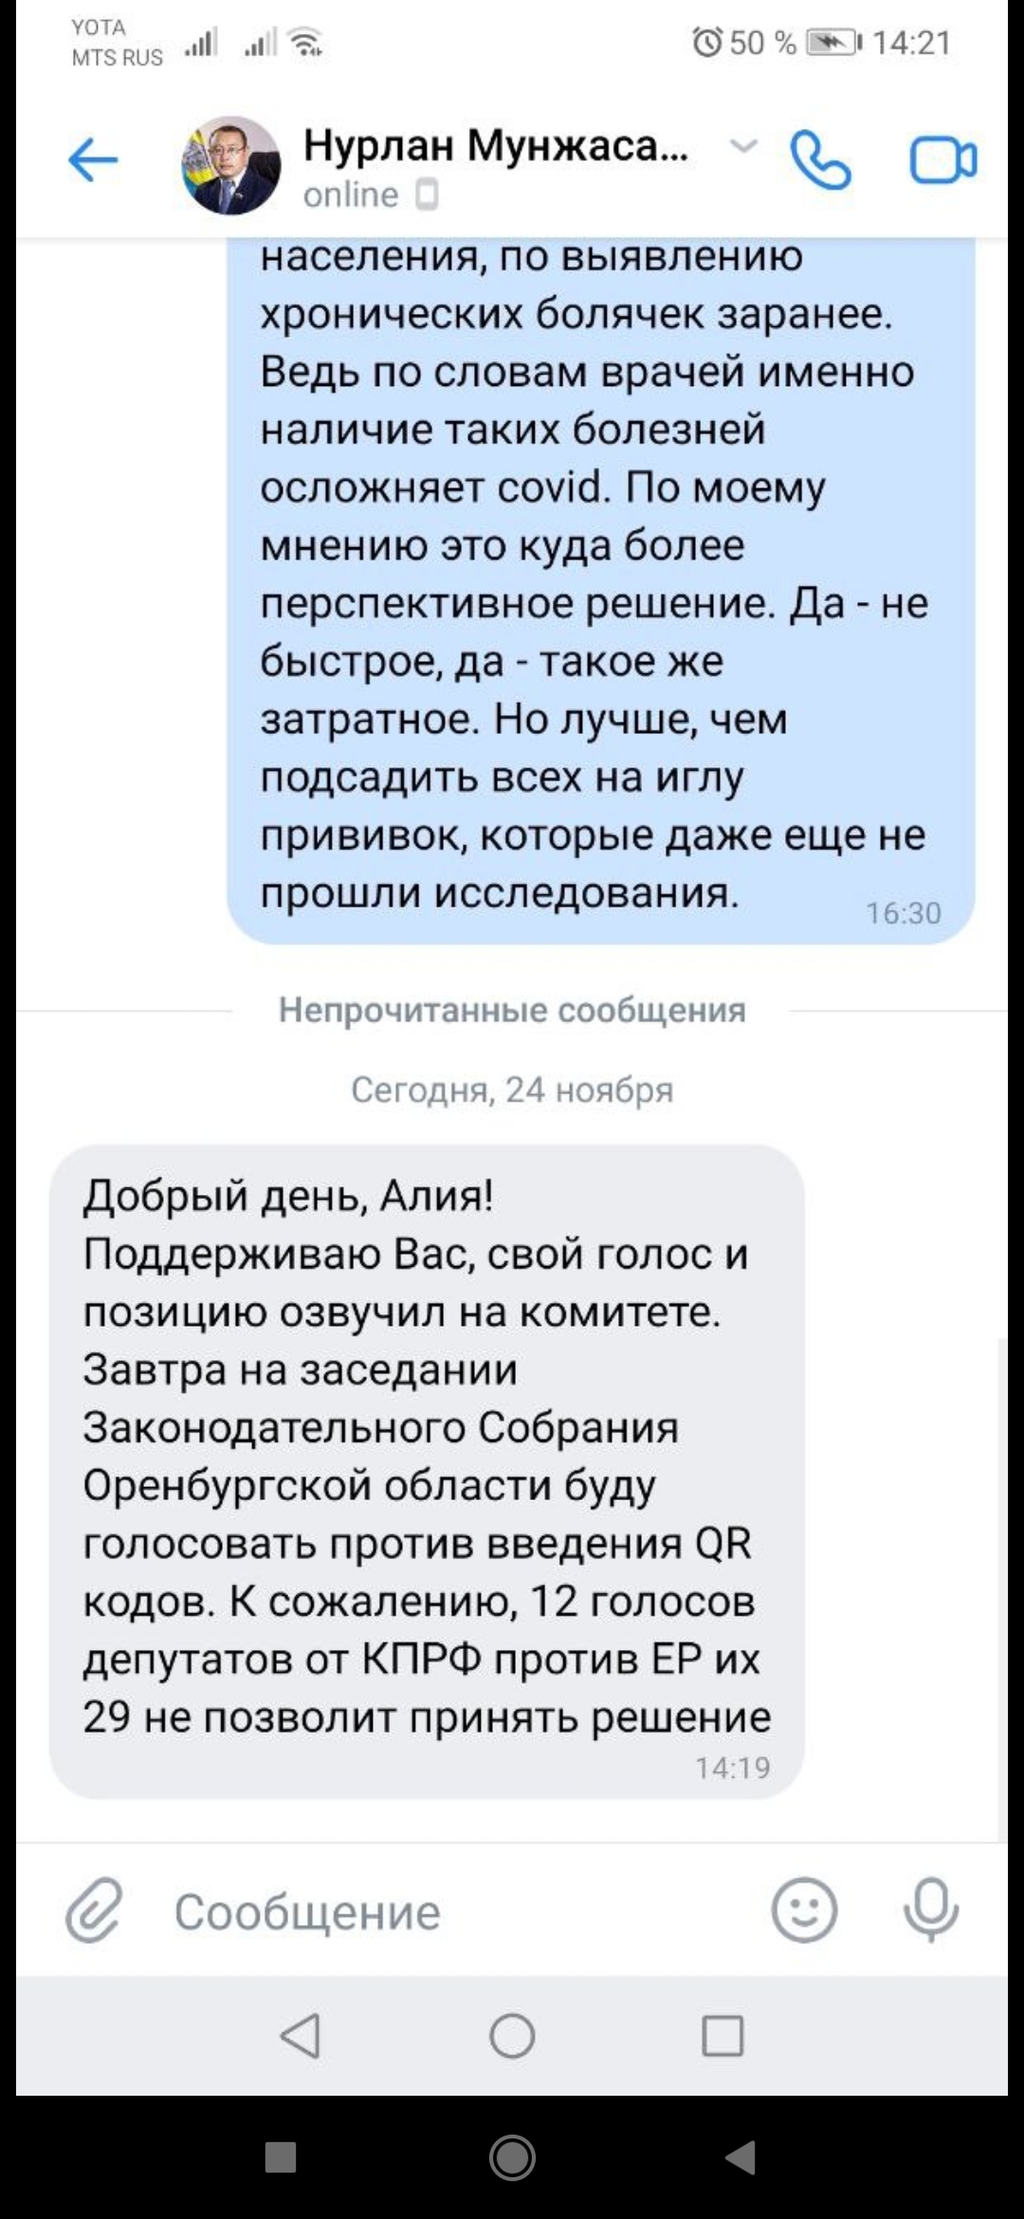 YOTA
MTS RUS
50 % 14:21
Нурлан Мунжаса...
online
населения, по выявлению
хронических болячек заранее.
Ведь по словам врачей именно
наличие таких болезней
осложняет covid. По моему
мнению это куда более
перспективное решение. Да - не
быстрое, да - такое же
затратное. Но лучше, чем
подсадить всех на иглу
прививок, которые даже еще не
прошли исследования.
16:30
Непрочитанные сообщения
Сегодня, 24 ноября
Добрый день, Алия!
Поддерживаю Вас, свой голос и
позицию озвучил на комитете.
Завтра на заседании
Законодательного Собрания
Оренбургской области буду
голосовать против введения QR
кодов. К сожалению, 12 голосов
депутатов от КПРФ против ЕР их
29 не позволит принять решение
14:19
Сообщение